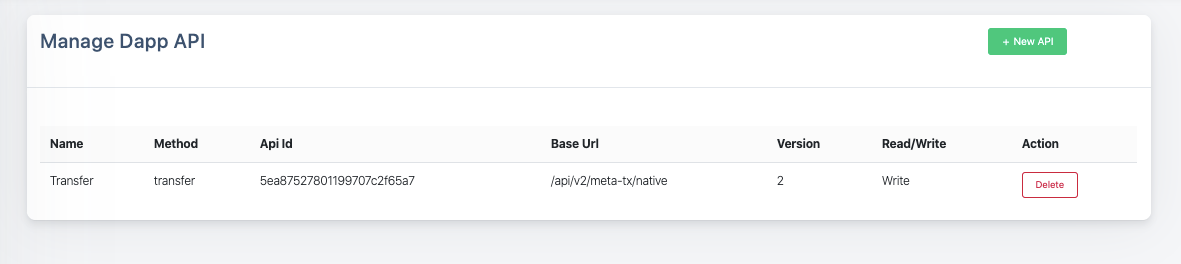 Manage Dapp API
+ New API
Name Method Api Id Base Url Version Read/Write Action
Transfer transfer 5ea87527801199707c2f65a7 /api/v2/meta-tx/native 2 Write Delete